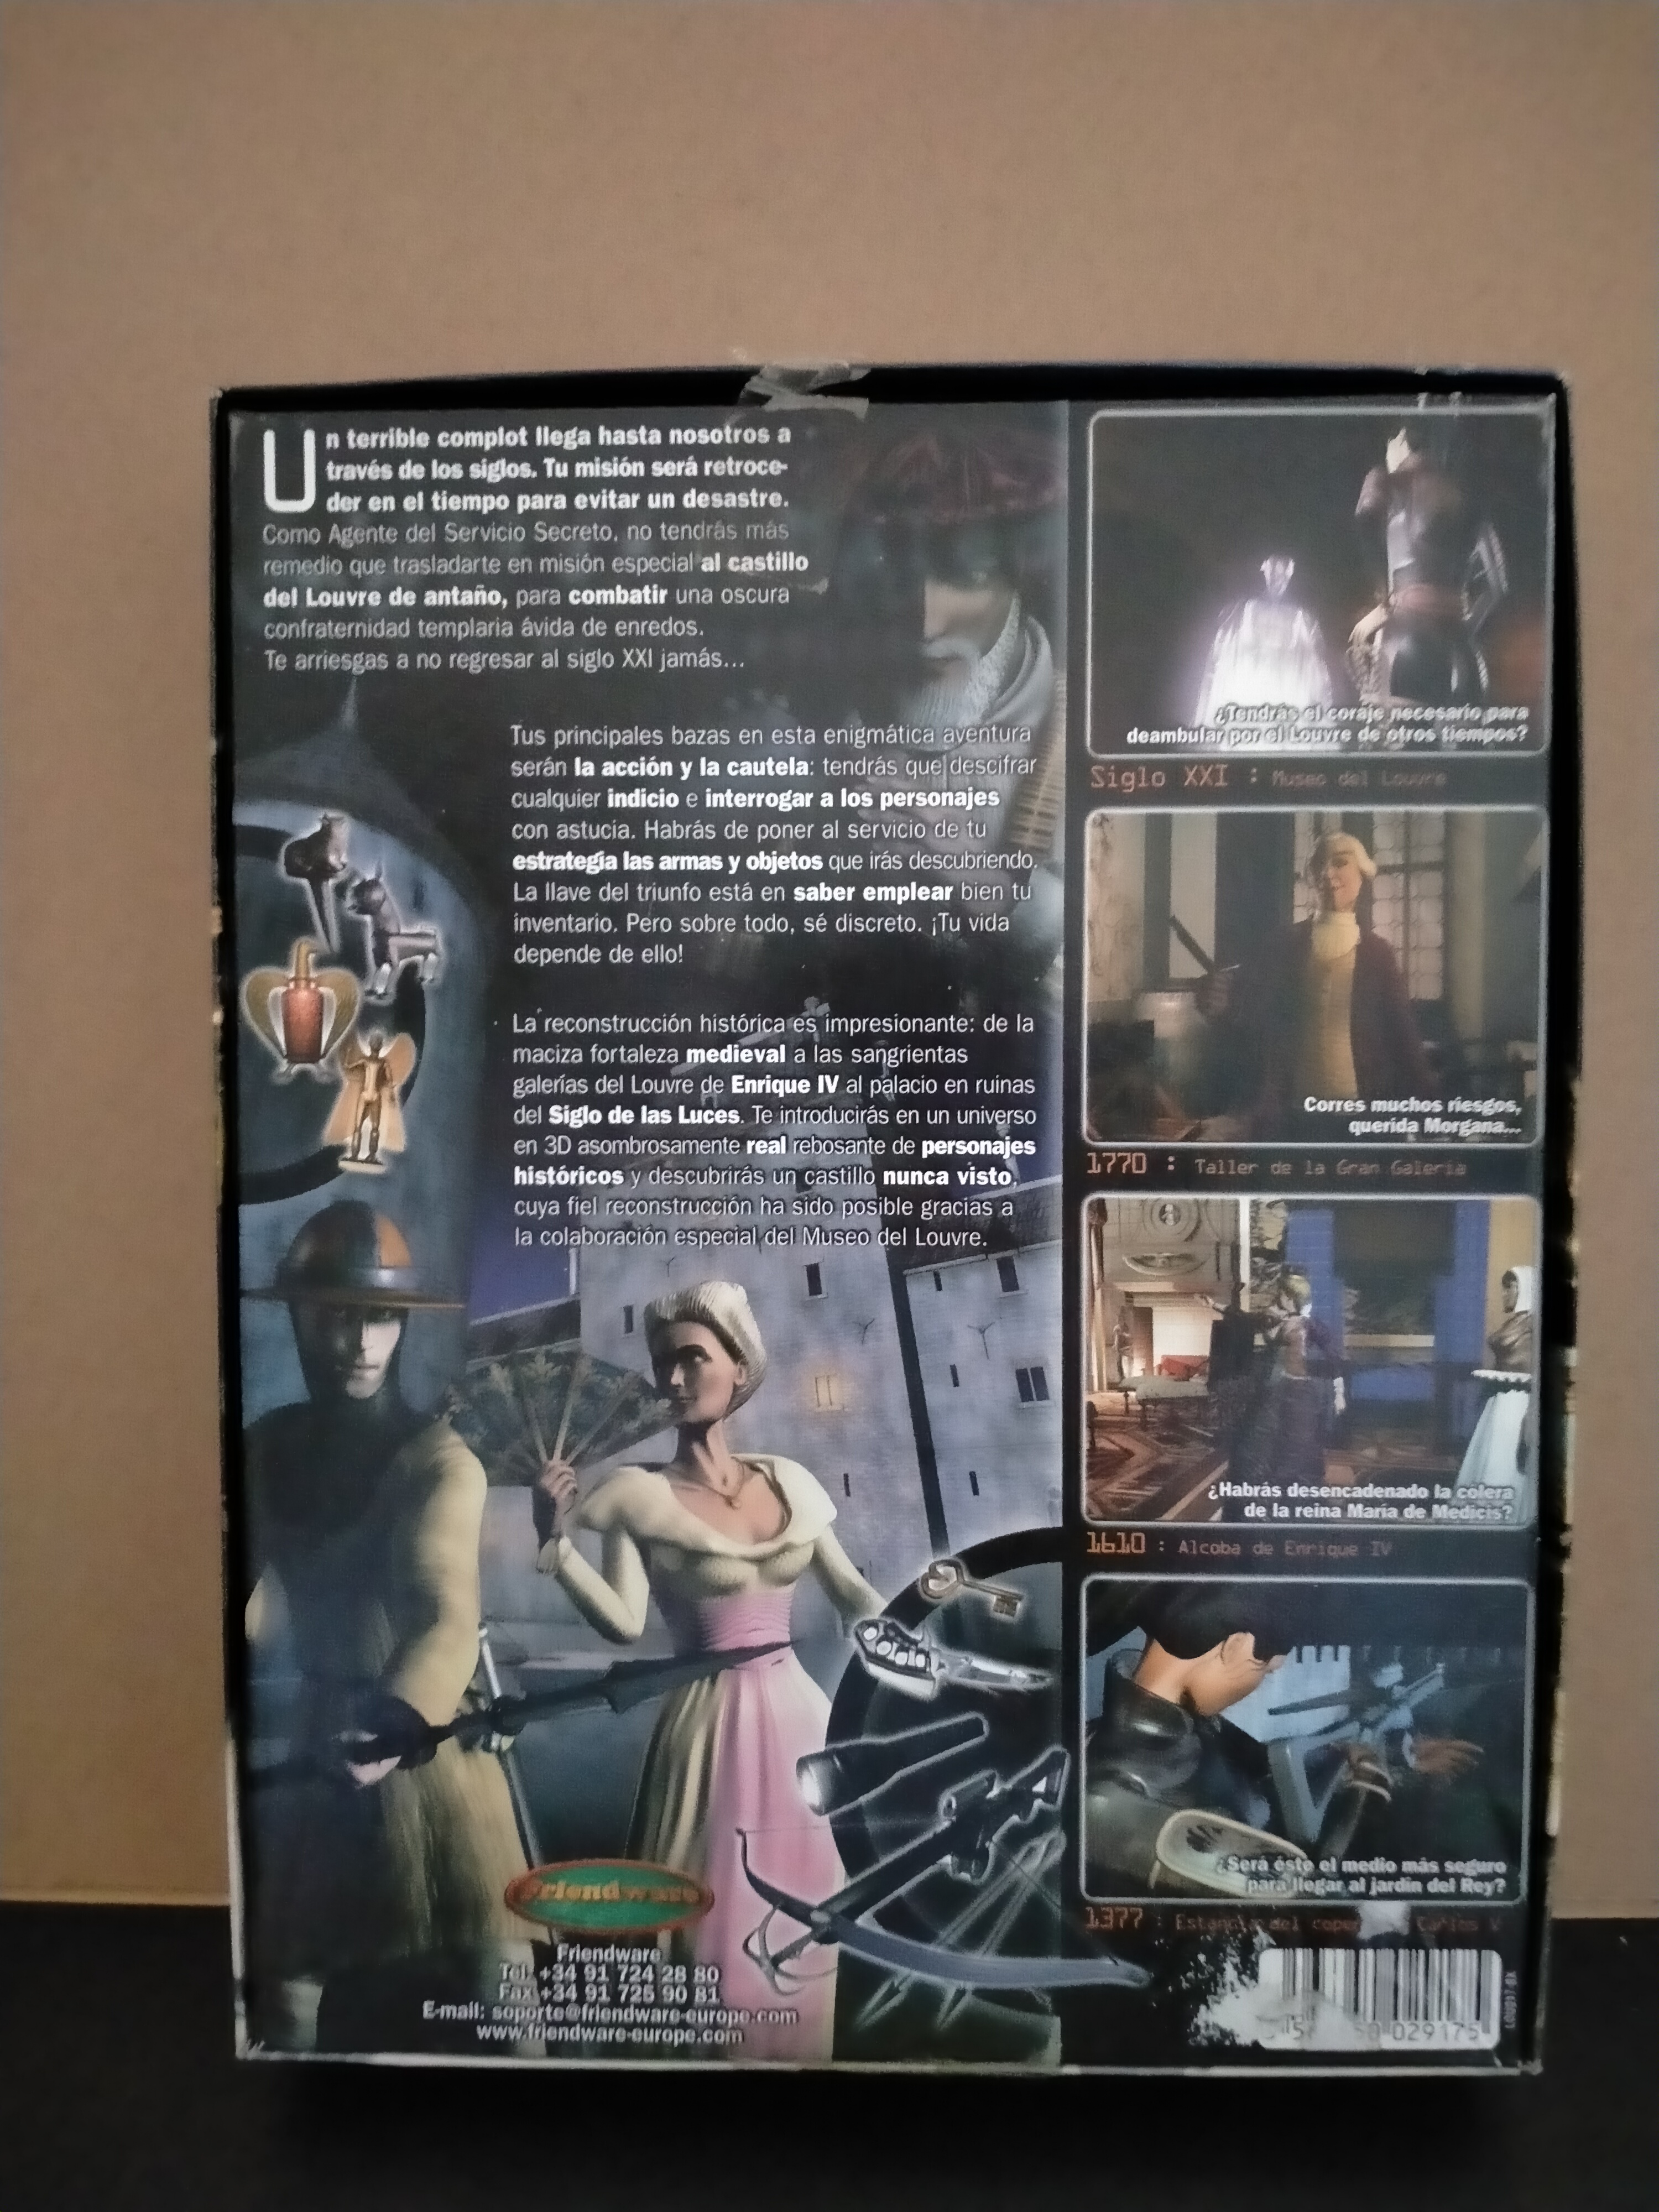 Un terrible complot llega hasta nosotros a
través de los siglos. Tu misión será retroce-
der en el tiempo para evitar un desastre.
Como Agente del Servicio Secreto, no tendrás más
remedio que trasladarte en misión especial al castillo
del Louvre de antaño, para combatir una oscura
confraternidad templaria ávida de enredos.
Te arriesgas a no regresar al siglo XXI jamás...
Tus principales bazas en esta enigmática aventura
serán la acción y la cautela: tendrás que descifrar
cualquier indicio e interrogar a los personajes
con astucia. Habrás de poner al servicio de tu
estrategia las armas y objetos que irás descubriendo.
La llave del triunfo está en saber emplear bien tu
inventario. Pero sobre todo, sé discreto. ¡Tu vida
depende de ello!
La reconstrucción histórica es impresionante: de la
maciza fortaleza medieval a las sangrientas
galerías del Louvre de Enrique IV al palacio en ruinas
del Siglo de las Luces. Te introducirás en un universo
en 3D asombrosamente real rebosante de personajes
históricos y descubrirás un castillo nunca visto,
cuya fiel reconstrucción ha sido posible gracias a
la colaboración especial del Museo del Louvre.
Friendware
Friendware
Tel. +34 91 724 28 80
Fax +34 91 725 90 81
E-mail: soporte@friendware-europe.com
www.friendware-europe.com
¿Tendrás el coraje necesario para
deambular por el Louvre de otros tiempos?
Siglo XXI : Museo del Louvre
Corres muchos riesgos,
querida Morgana...
1770 : Taller de la Gran Galería
¿Habrás desencadenado la colera
de la reina María de Medicis?
1610 : Alcoba de Enrique IV
¿Será éste el medio más seguro
para llegar al jardín del Rey?
1377 : Estancia del Carlos V
029175